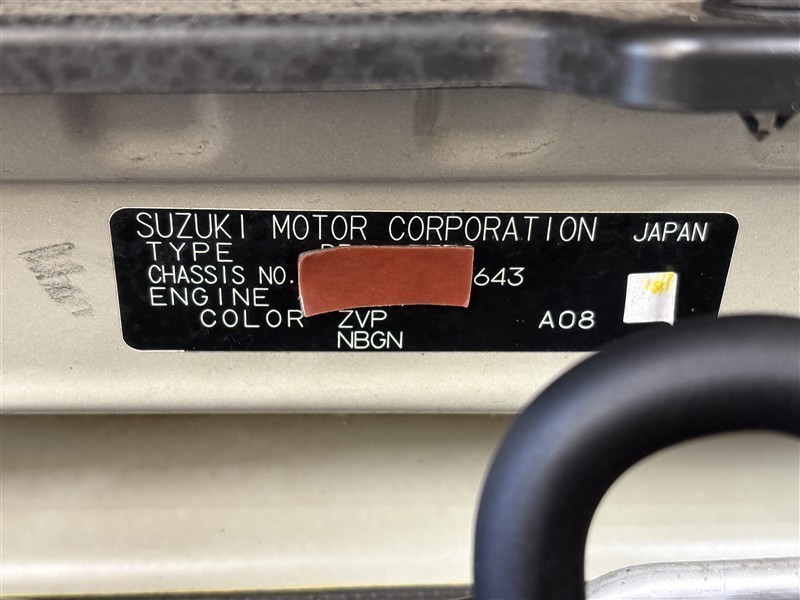 SUZUKI MOTOR CORPORATION JAPAN
TYPE
CHASSIS NO. 643
ENGINE
COLOR ZVP A08
NBGN